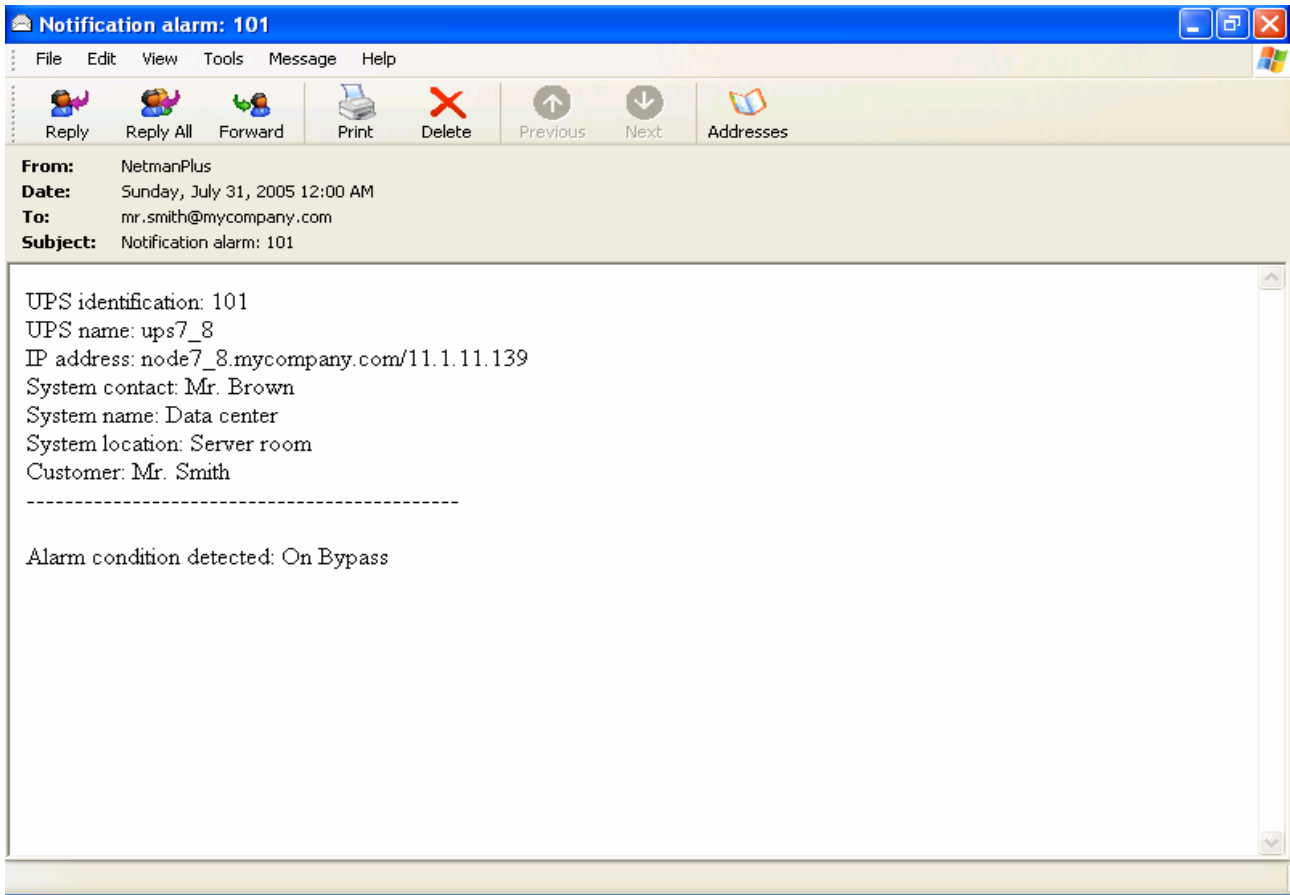 Notification alarm: 101
File Edit View Tools Message Help
Reply Reply All Forward Print Delete Previous Next Addresses
From: NetmanPlus
Date: Sunday, July 31, 2005 12:00 AM
To: mr.smith@mycompany.com
Subject: Notification alarm: 101
UPS identification: 101
UPS name: ups7_8
IP address: node7_8.mycompany.com/11.1.11.139
System contact: Mr. Brown
System name: Data center
System location: Server room
Customer: Mr. Smith
---------------------------------------------
Alarm condition detected: On Bypass